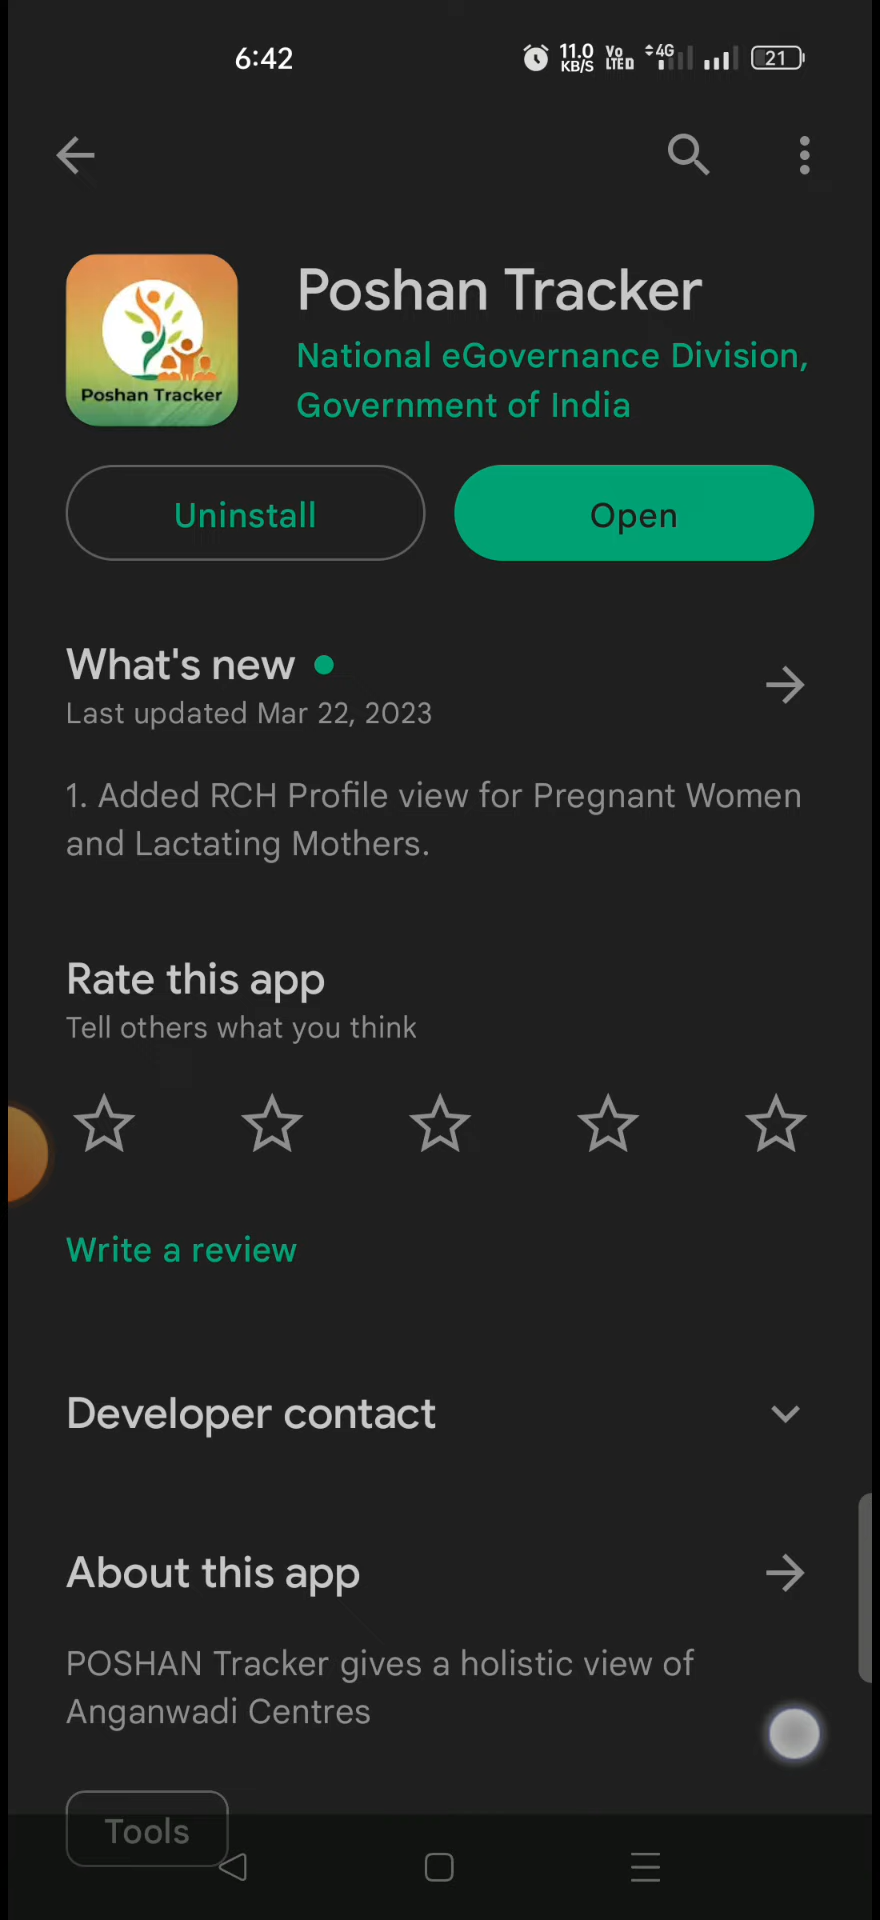 6:42
11.0
KB/S
Vo
LTE
4G
21
Poshan Tracker
Poshan Tracker
National eGovernance Division,
Government of India
Uninstall
Open
What's new
Last updated Mar 22, 2023
1. Added RCH Profile view for Pregnant Women
and Lactating Mothers.
Rate this app
Tell others what you think
Write a review
Developer contact
About this app
POSHAN Tracker gives a holistic view of
Anganwadi Centres
Tools